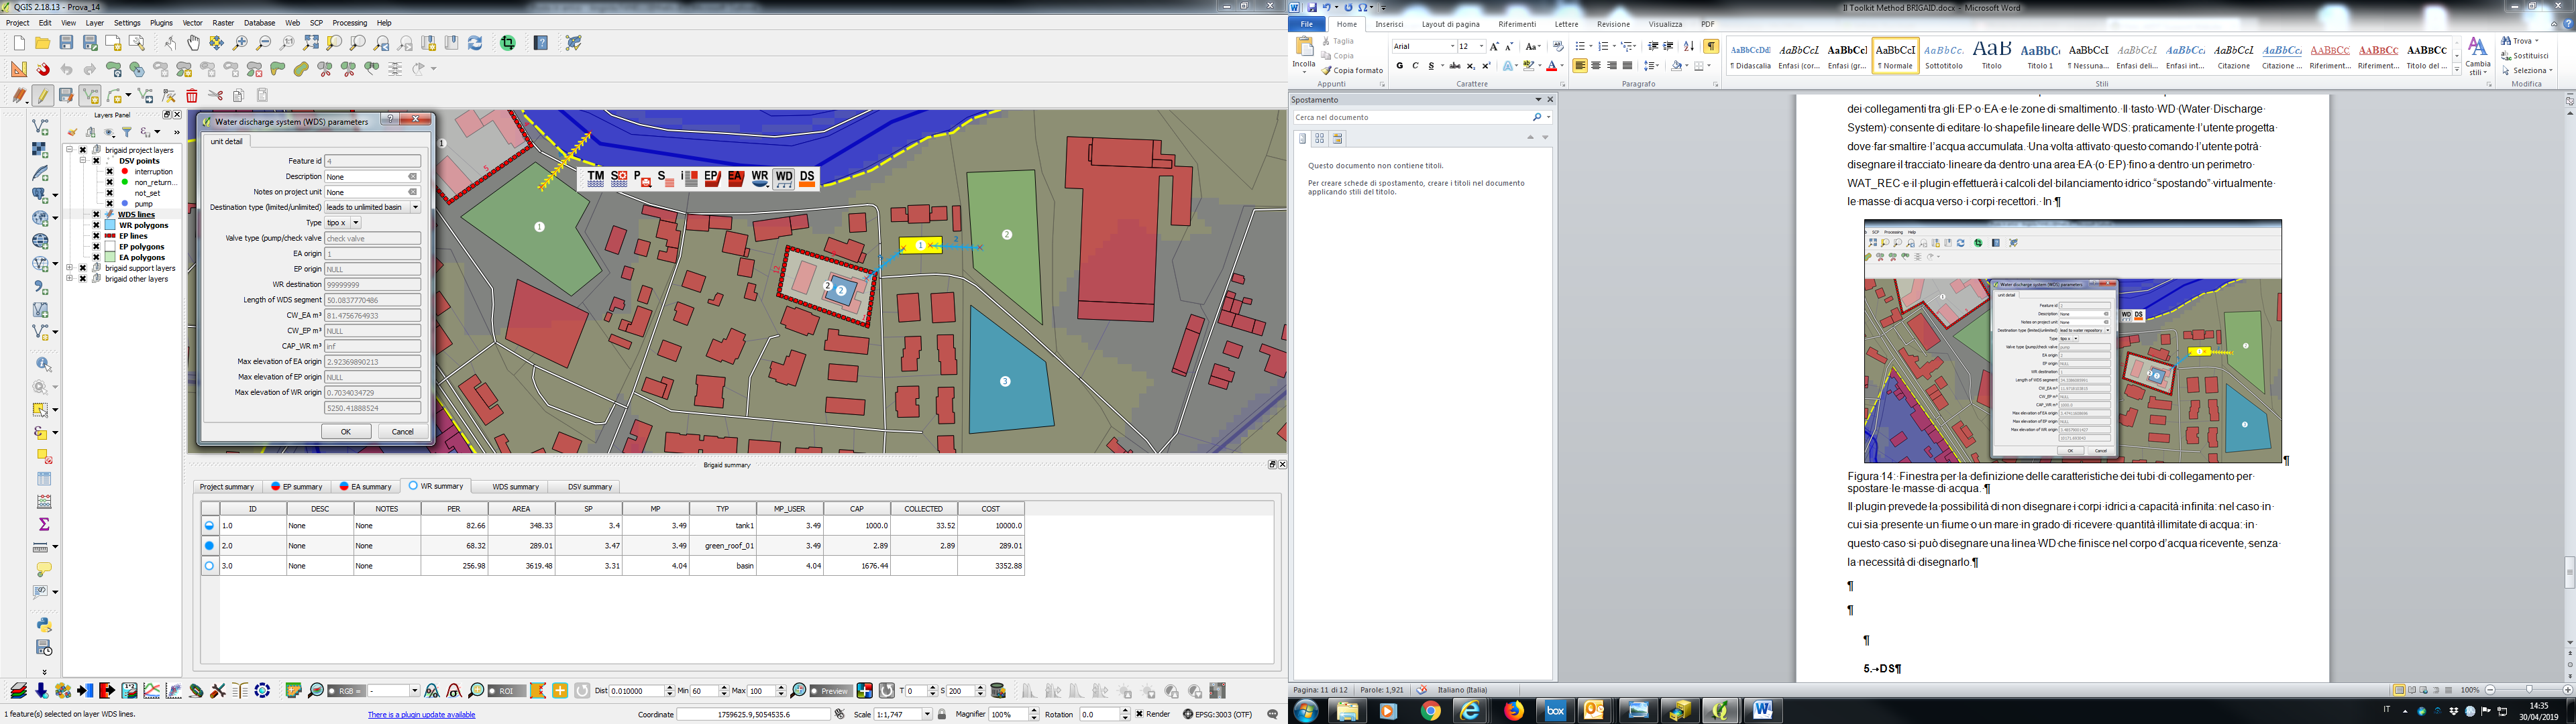 QGIS 2.18.13 - Prova_14
Project Edit View Layer Settings Plugins Vector Raster Database Web SCP Processing Help
Layers Panel
brigaid project layers
DSV points
interruption
non_return...
not_set
pump
WDS lines
WR polygons
EP lines
EP polygons
EA polygons
brigaid support layers
brigaid other layers
Water discharge system (WDS) parameters
unit detail
Feature id 4
Description None
Notes on project unit None
Destination type (limited/unlimited) leads to unlimited basin
Type tipo x
Valve type (pump/check valve check valve
EA origin 1
EP origin NULL
WR destination 99999999
Length of WDS segment 50.0837770486
CW_EA m³ 81.4756764933
CW_EP m³ NULL
CAP_WR m³ inf
Max elevation of EA origin 2.92369890213
Max elevation of EP origin NULL
Max elevation of WR origin 0.7034034729
5250.41888524
OK Cancel
TM SO P S i EP EA WR WD DS
1
5
1
2
12
2
2
1
2
3
Brigaid summary
Project summary EP summary EA summary WR summary WDS summary DSV summary
ID DESC NOTES PER AREA SP MP TYP MP_USER CAP COLLECTED COST
1.0 None None 82.66 348.33 3.4 3.49 tank1 3.49 1000.0 33.52 10000.0
2.0 None None 68.32 289.01 3.47 3.49 green_roof_01 3.49 2.89 2.89 289.01
3.0 None None 256.98 3619.48 3.31 4.04 basin 4.04 1676.44 3352.88
RGB = - ROI Dist 0.010000 Min 60 Max 100 Preview T 0 S 200
1 feature(s) selected on layer WDS lines. There is a plugin update available Coordinate 1759625.9,5054535.6 Scale 1:1,747 Magnifier 100% Rotation 0.0 Render EPSG:3003 (OTF)
Il Toolkit Method BRIGAID.docx - Microsoft Word
File Home Inserisci Layout di pagina Riferimenti Lettere Revisione Visualizza PDF
Incolla
Taglia
Copia
Copia formato
Appunti
Arial 12
G C S abc
Carattere
Paragrafo
¶ Didascalia Enfasi (cor... Enfasi (gr... ¶ Normale Sottotitolo Titolo Titolo 1 ¶ Nessuna... Enfasi deli... Enfasi int... Citazione Citazione ... Riferiment... Riferiment... Titolo del ...
Stili
Cambia stili
Trova
Sostituisci
Seleziona
Modifica
Spostamento
Cerca nel documento
Questo documento non contiene titoli.
Per creare schede di spostamento, creare i titoli nel documento
applicando stili del titolo.
dei collegamenti tra gli EP o EA e le zone di smaltimento. Il tasto WD (Water Discharge
System) consente di editare lo shapefile lineare delle WDS: praticamente l'utente progetta
dove far smaltire l'acqua accumulata. Una volta attivato questo comando l'utente potrà
disegnare il tracciato lineare da dentro una area EA (o EP) fino a dentro un perimetro
WAT_REC e il plugin effettuerà i calcoli del bilanciamento idrico "spostando" virtualmente
le masse di acqua verso i corpi recettori. In ¶
Water discharge system (WDS) parameters
unit detail
WD DS
Figura 14: Finestra per la definizione delle caratteristiche dei tubi di collegamento per
spostare le masse di acqua. ¶
Il plugin prevede la possibilità di non disegnare i corpi idrici a capacità infinita: nel caso in
cui sia presente un fiume o un mare in grado di ricevere quantità illimitate di acqua: in
questo caso si può disegnare una linea WD che finisce nel corpo d'acqua ricevente, senza
la necessità di disegnarlo.¶
¶
¶
¶
5.→DS¶
Pagina: 11 di 12 Parole: 1,921 Italiano (Italia) 100%
box
IT
14:35
30/04/2019